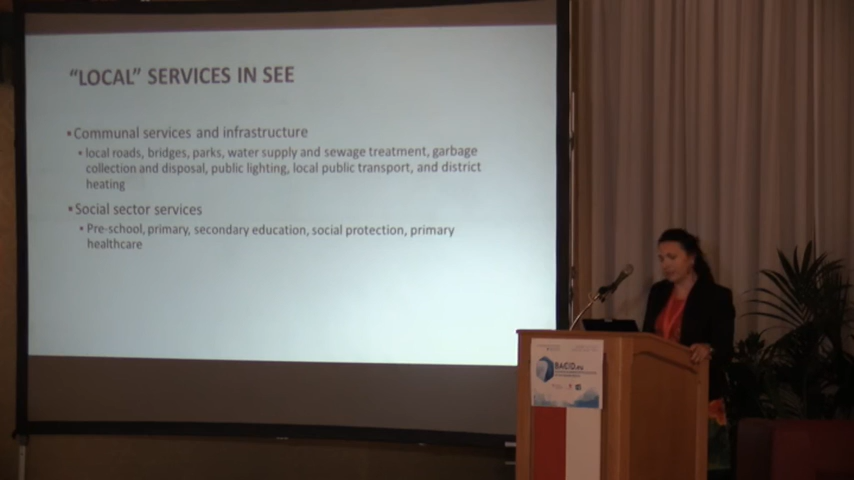 “LOCAL” SERVICES IN SEE
▪Communal services and infrastructure
▪ local roads, bridges, parks, water supply and sewage treatment, garbage
collection and disposal, public lighting, local public transport, and district
heating
▪Social sector services
▪ Pre-school, primary, secondary education, social protection, primary
healthcare